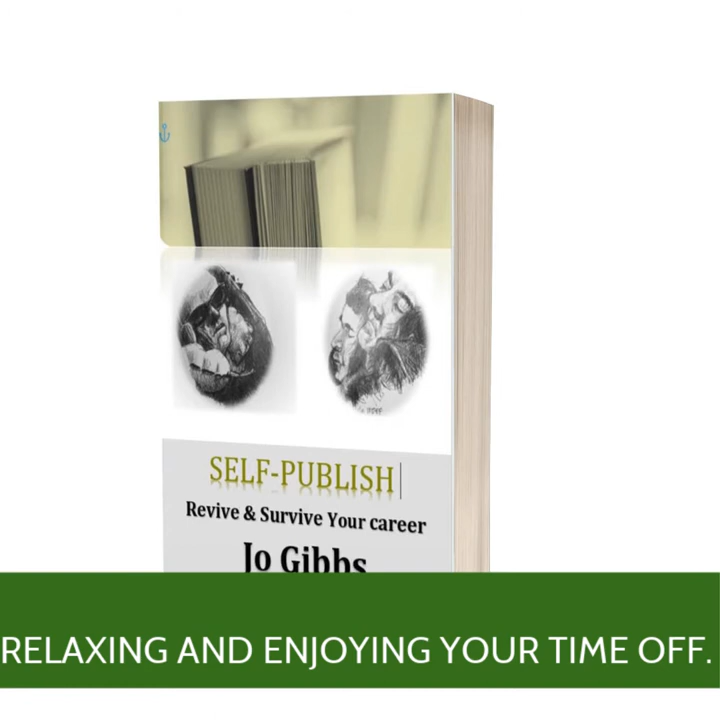 SELF-PUBLISH
Revive & Survive Your career
Jo Gibbs
RELAXING AND ENJOYING YOUR TIME OFF.